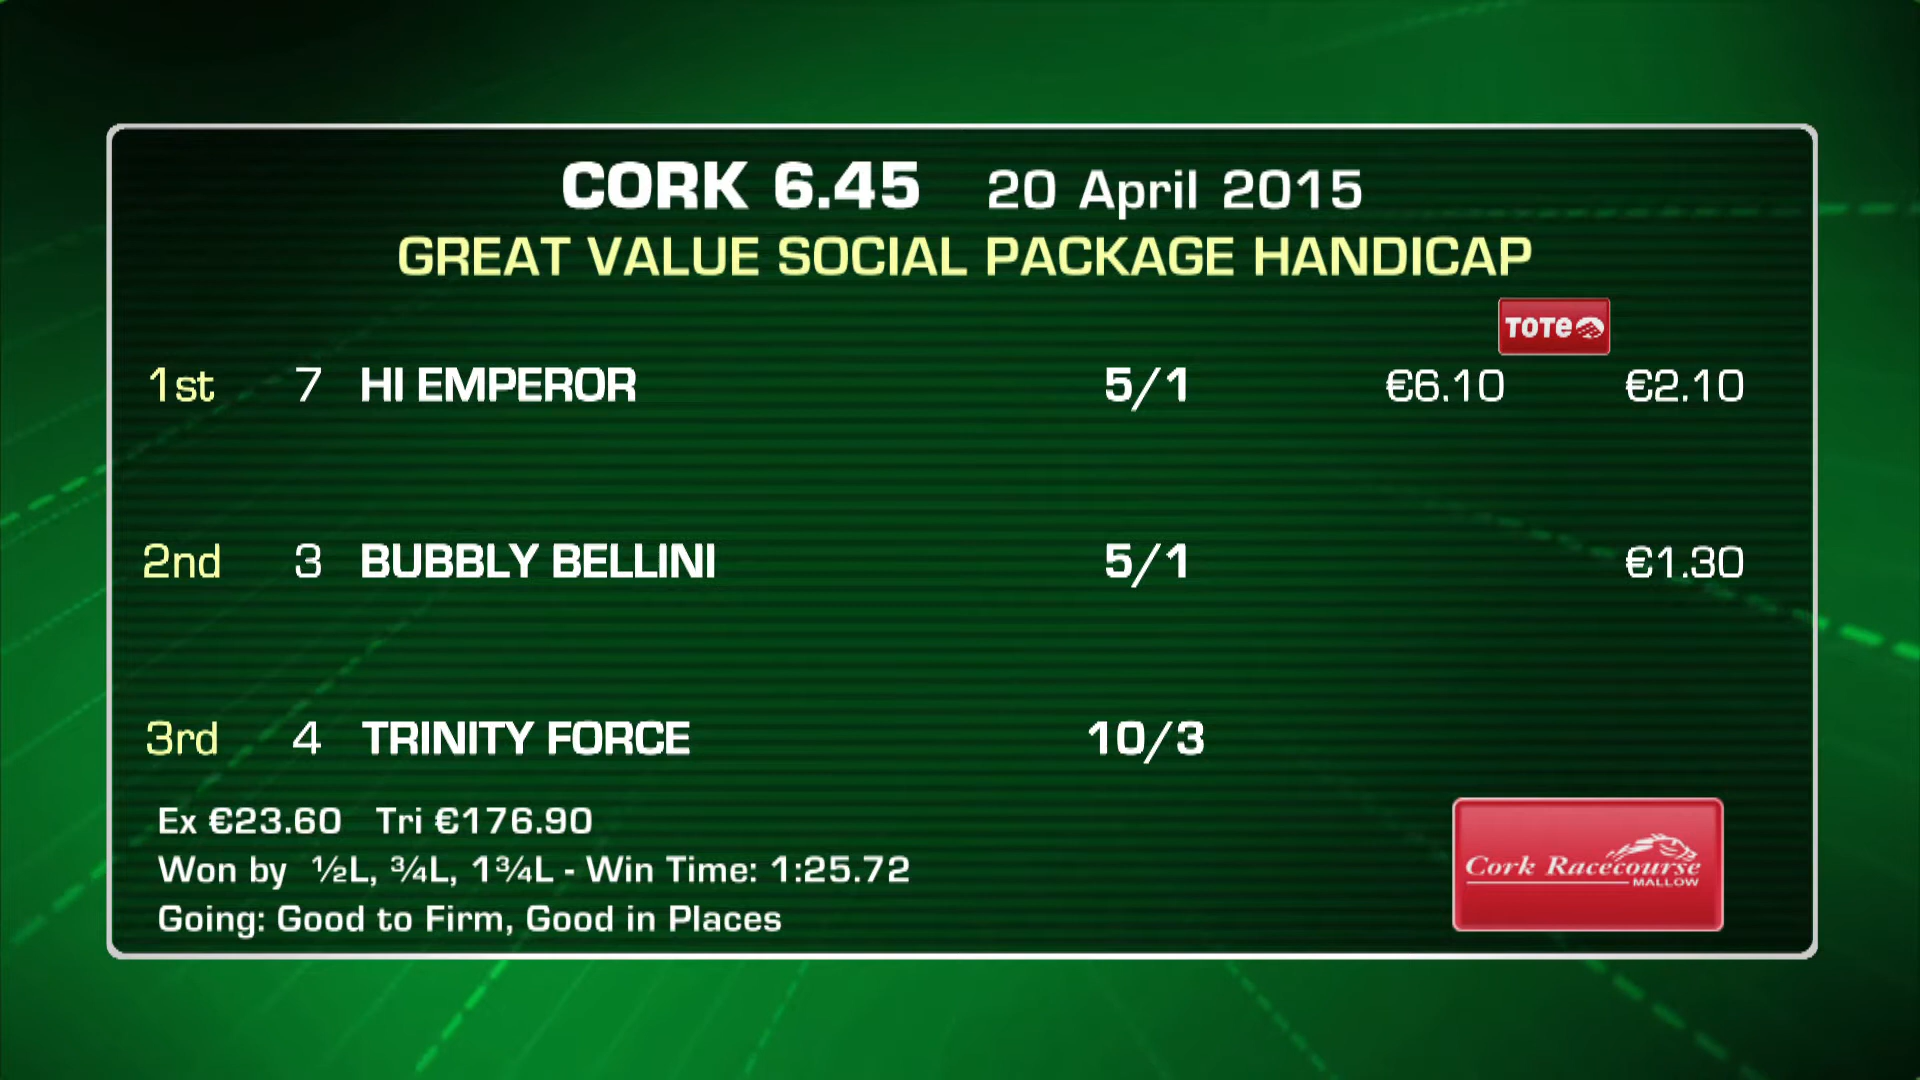 CORK 6.45 20 April 2015
GREAT VALUE SOCIAL PACKAGE HANDICAP
TOTE
1st 7 HI EMPEROR 5/1 €6.10 €2.10
2nd 3 BUBBLY BELLINI 5/1 €1.30
3rd 4 TRINITY FORCE 10/3
Ex €23.60 Tri €176.90
Won by ½L, ¾L, 1¾L - Win Time: 1:25.72
Going: Good to Firm, Good in Places
Cork Racecourse
MALLOW